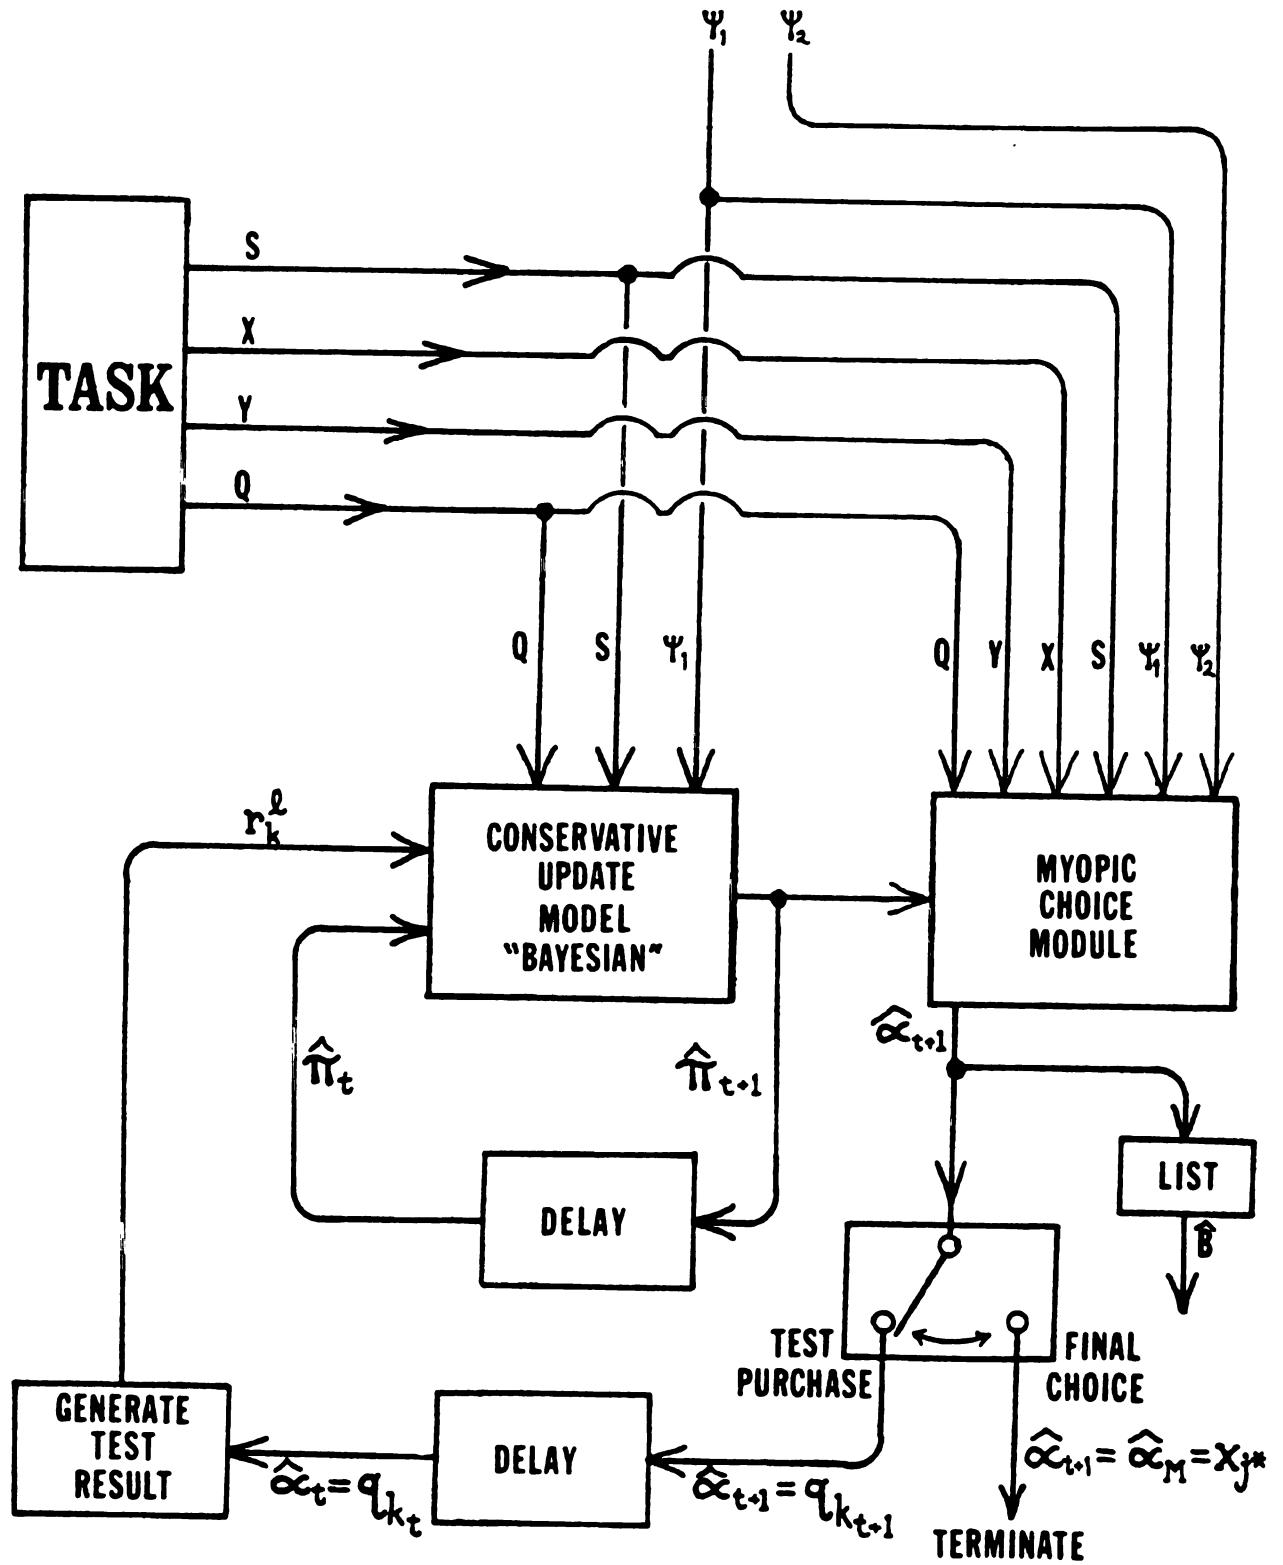 Ψ₁ Ψ₂
S
X
TASK
Y
Q
Q S Ψ₁ Q Y X S Ψ₁ Ψ₂
r_k^ℓ
CONSERVATIVE
UPDATE
MODEL
"BAYESIAN"
MYOPIC
CHOICE
MODULE
α̂_{t+1}
π̂_t
π̂_{t+1}
LIST
DELAY
B̂
TEST
PURCHASE
FINAL
CHOICE
GENERATE
TEST
RESULT
DELAY
α̂_t = q_{k_t}
α̂_{t+1} = q_{k_{t+1}}
α̂_{t+1} = α̂_M = X_{j*}
TERMINATE